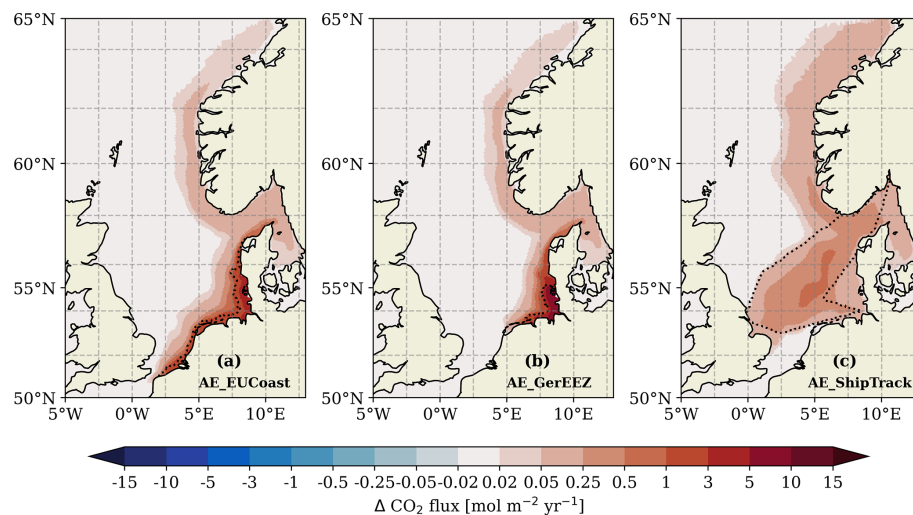 65°N
60°N
55°N
50°N
(a)
AE_EUCoast
5°W 0°W 5°E 10°E
65°N
60°N
55°N
50°N
(b)
AE_GerEEZ
5°W 0°W 5°E 10°E
65°N
60°N
55°N
50°N
(c)
AE_ShipTrack
5°W 0°W 5°E 10°E
-15 -10 -5 -3 -1 -0.5 -0.25 -0.05 -0.02 0.02 0.05 0.25 0.5 1 3 5 10 15
Δ CO₂ flux [mol m⁻² yr⁻¹]